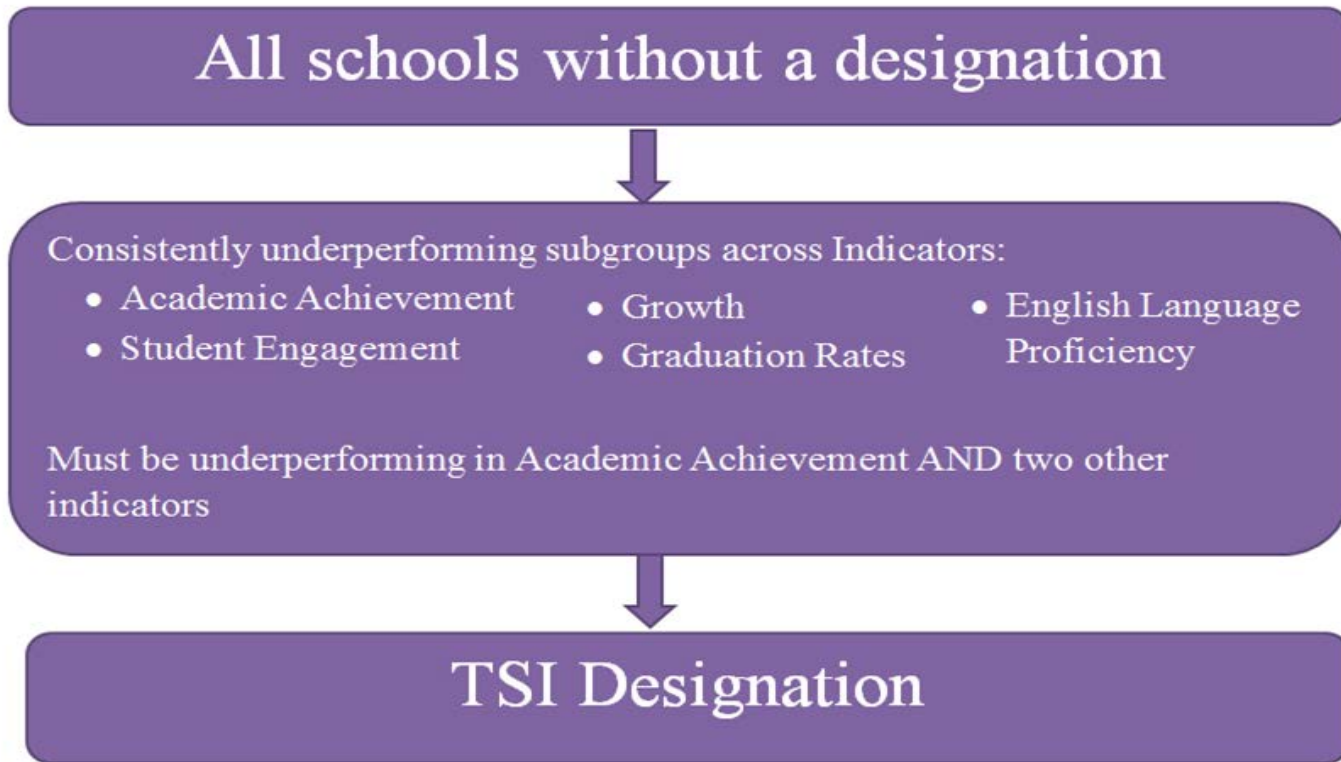 All schools without a designation
Consistently underperforming subgroups across Indicators:
• Academic Achievement
• Student Engagement
• Growth
• Graduation Rates
• English Language
Proficiency
Must be underperforming in Academic Achievement AND two other
indicators
TSI Designation